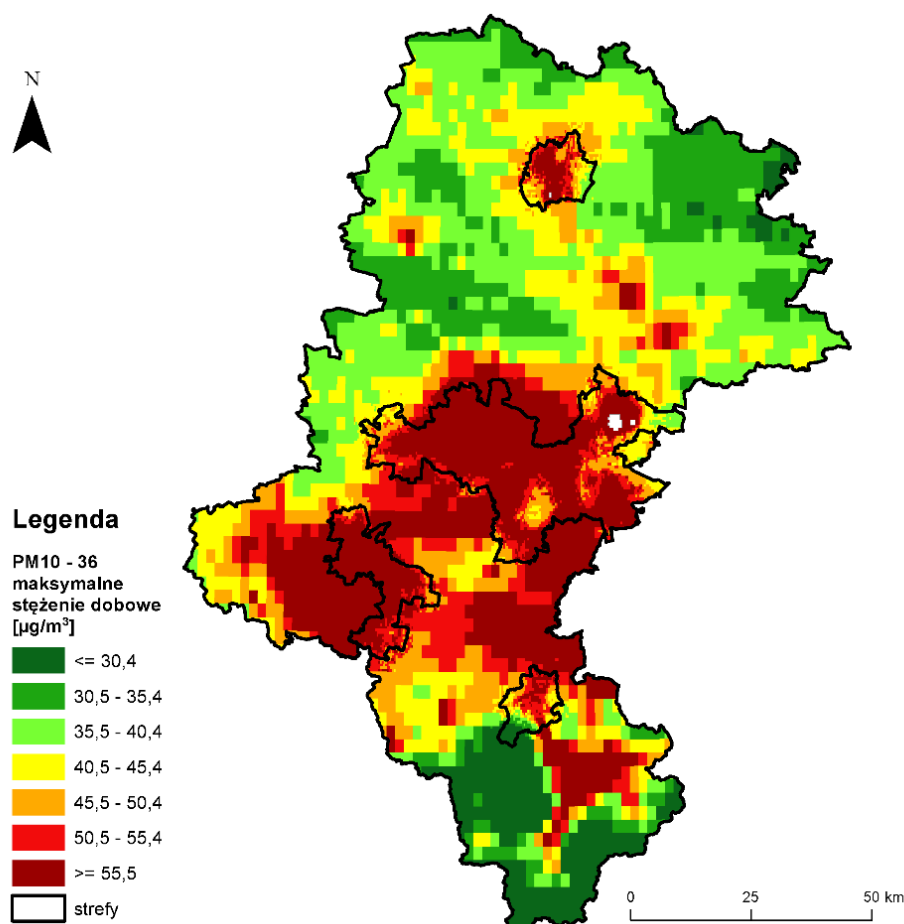 N
Legenda
PM10 - 36
maksymalne
stężenie dobowe
[µg/m³]
<= 30,4
30,5 - 35,4
35,5 - 40,4
40,5 - 45,4
45,5 - 50,4
50,5 - 55,4
>= 55,5
strefy
0 25 50 km